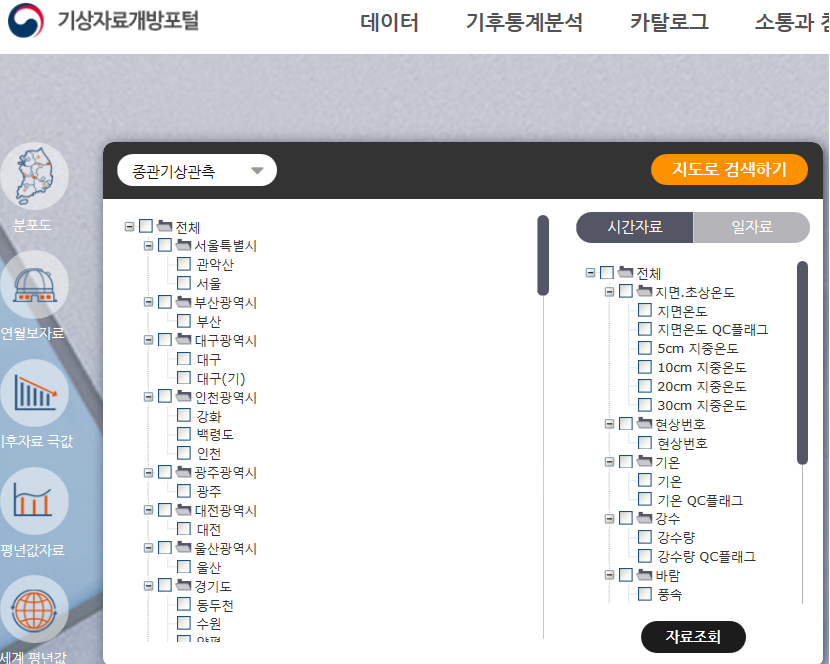 기상자료개방포털
데이터
기후통계분석
카탈로그
소통과
분포도
연월보자료
후자료 극값
평년값자료
세계 평년값
종관기상관측
지도로 검색하기
전체
서울특별시
관악산
서울
부산광역시
부산
대구광역시
대구
대구(기)
인천광역시
강화
백령도
인천
광주광역시
광주
대전광역시
대전
울산광역시
울산
경기도
동두천
수원
양평
시간자료
일자료
전체
지면.초상온도
지면온도
지면온도 QC플래그
5cm 지중온도
10cm 지중온도
20cm 지중온도
30cm 지중온도
현상번호
현상번호
기온
기온
기온 QC플래그
강수
강수량
강수량 QC플래그
바람
풍속
자료조회